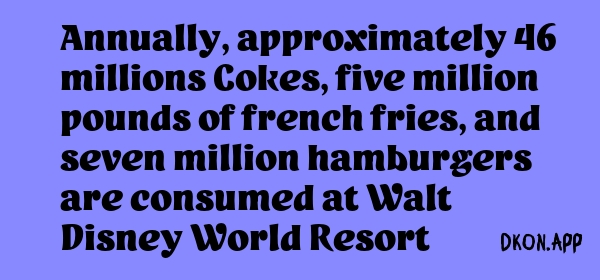 Annually, approximately 46
millions Cokes, five million
pounds of french fries, and
seven million hamburgers
are consumed at Walt
Disney World Resort
DKON.APP